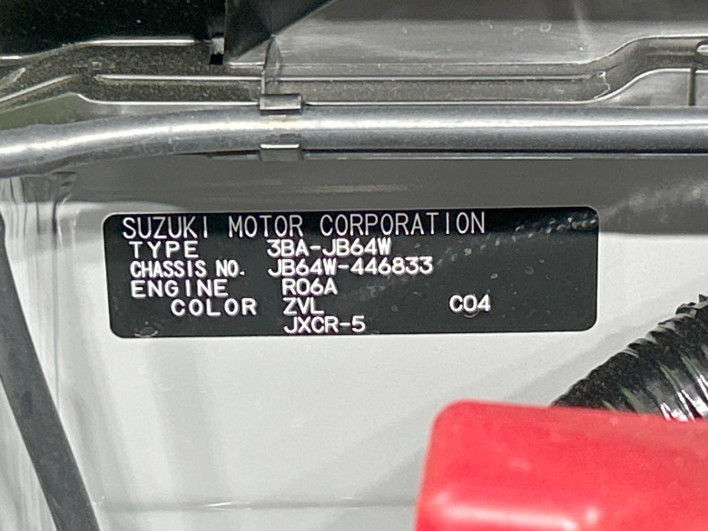 SUZUKI MOTOR CORPORATION
TYPE 3BA-JB64W
CHASSIS NO. JB64W-446833
ENGINE R06A
COLOR ZVL C04
JXCR-5